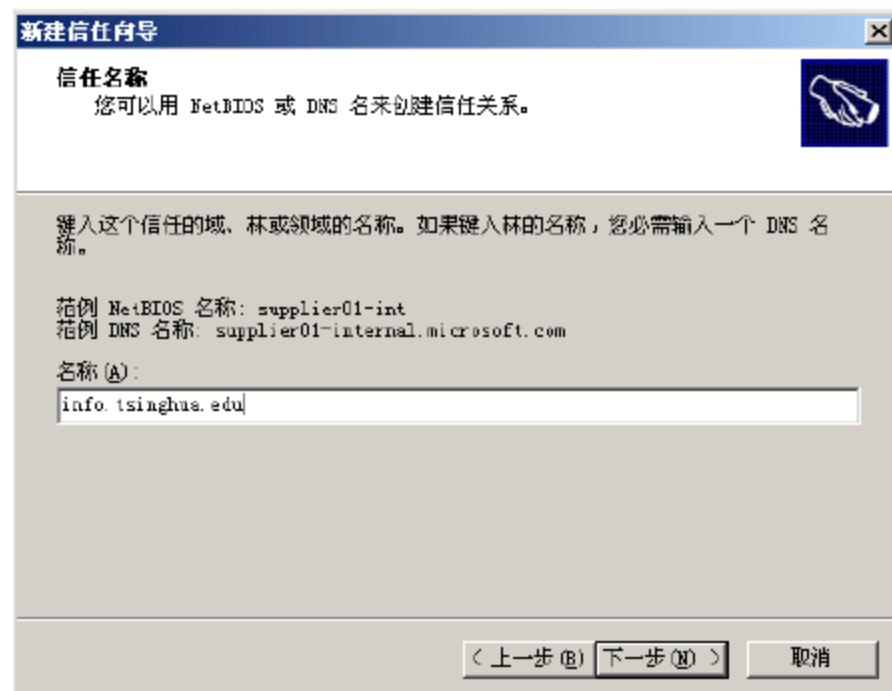 新建信任向导
信任名称
您可以用 NetBIOS 或 DNS 名来创建信任关系。
键入这个信任的域、林或领域的名称。如果键入林的名称，您必需输入一个 DNS 名
称。
范例 NetBIOS 名称: supplier01-int
范例 DNS 名称: supplier01-internal.microsoft.com
名称(A):
info.tsinghua.edu
< 上一步(B) 下一步(N) > 取消